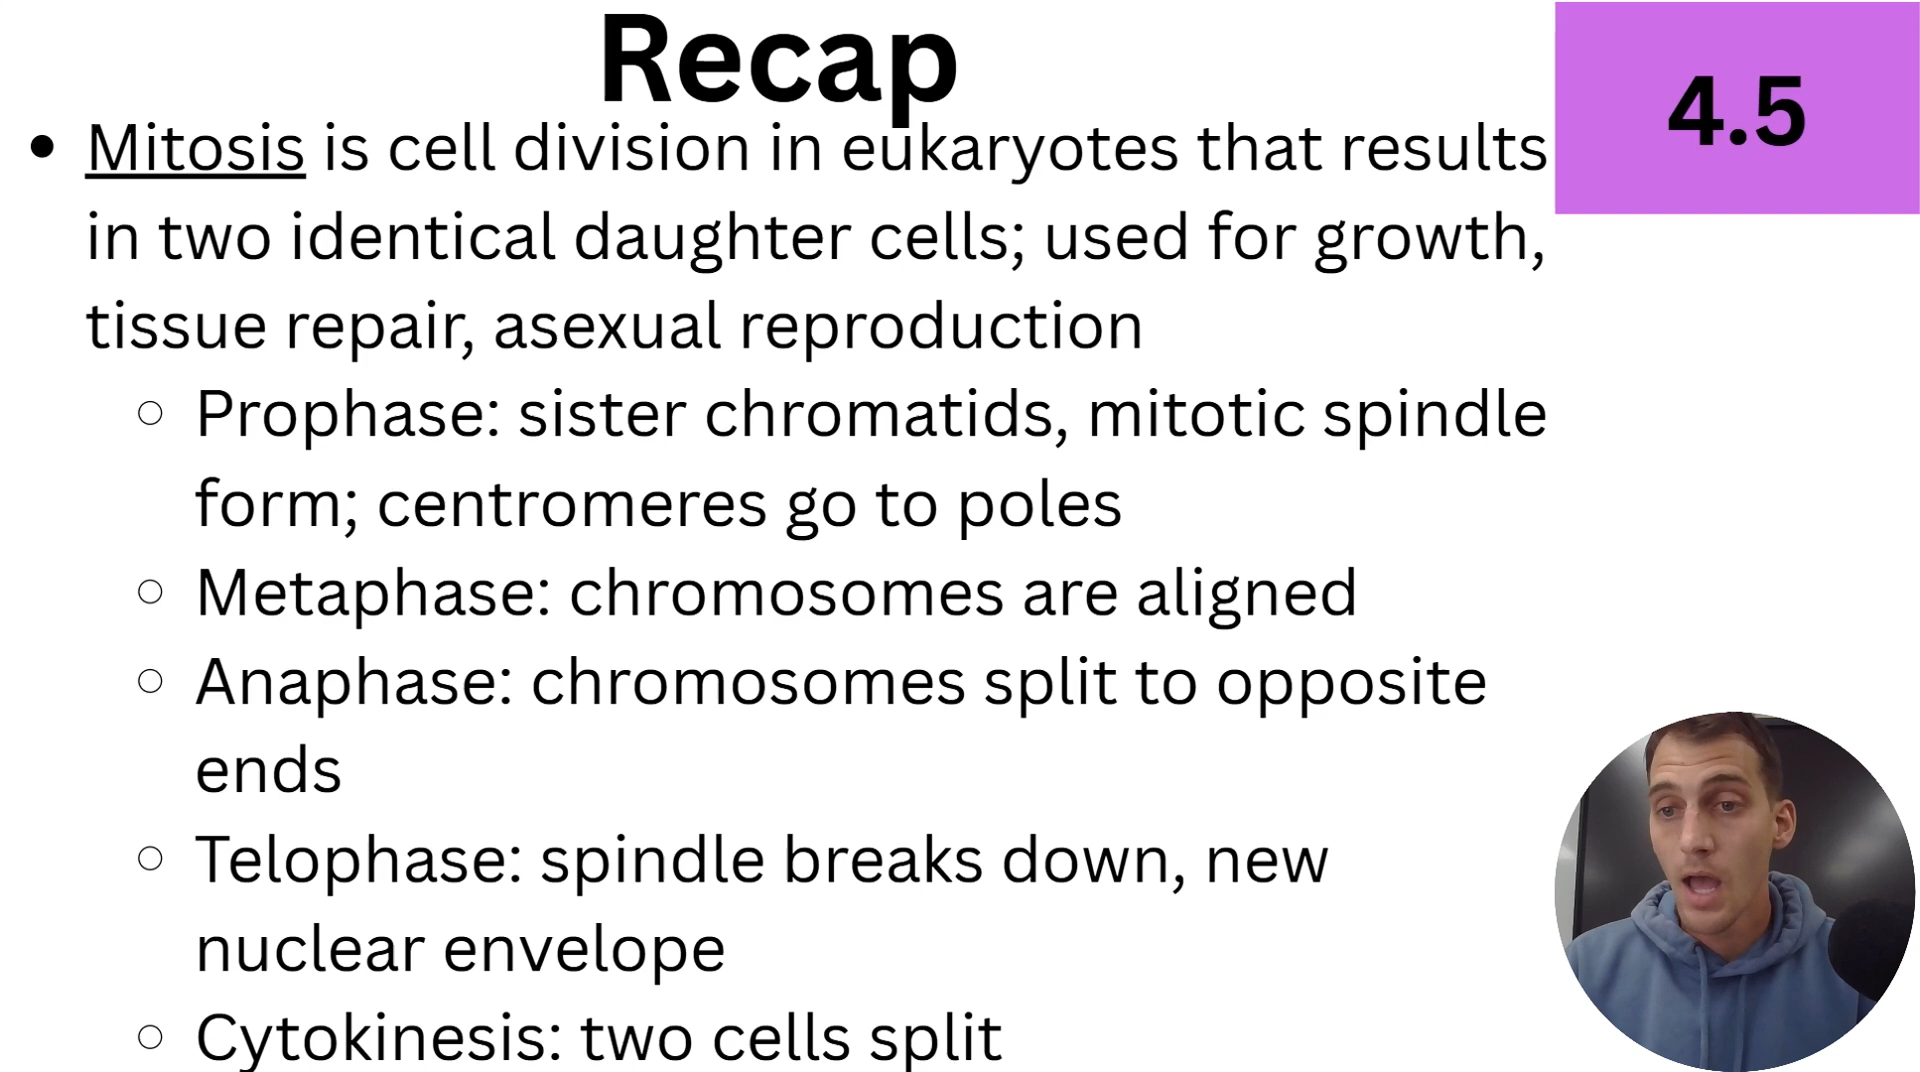 Recap
4.5
• Mitosis is cell division in eukaryotes that results
in two identical daughter cells; used for growth,
tissue repair, asexual reproduction
○ Prophase: sister chromatids, mitotic spindle
form; centromeres go to poles
○ Metaphase: chromosomes are aligned
○ Anaphase: chromosomes split to opposite
ends
○ Telophase: spindle breaks down, new
nuclear envelope
○ Cytokinesis: two cells split